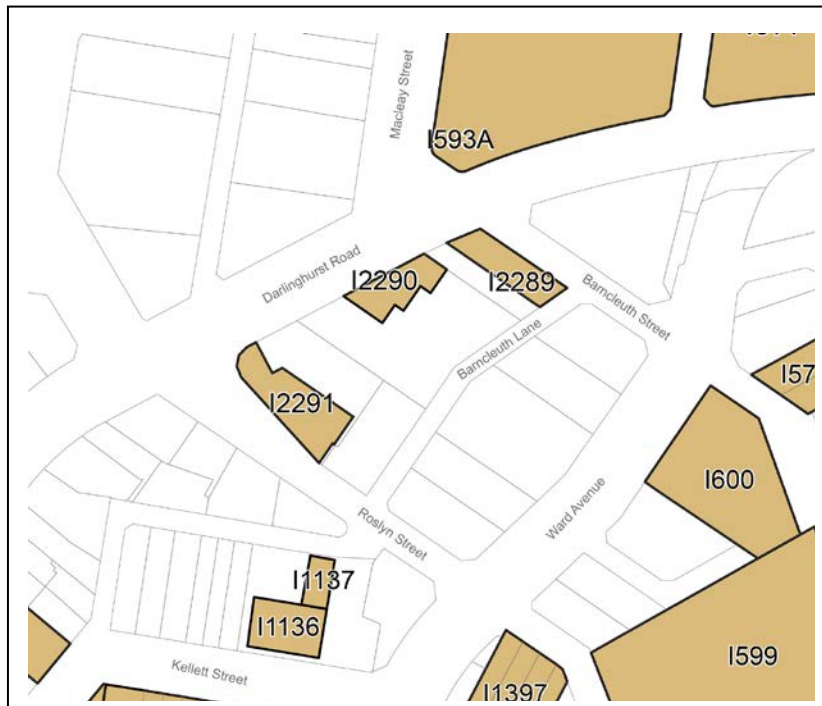 Macleay Street
I593A
Darlinghurst Road
I2290
I2289
Barncleuth Street
Barncleuth Lane
I57
I2291
I600
Ward Avenue
Roslyn Street
I1137
I1136
I599
Kellett Street
I1397